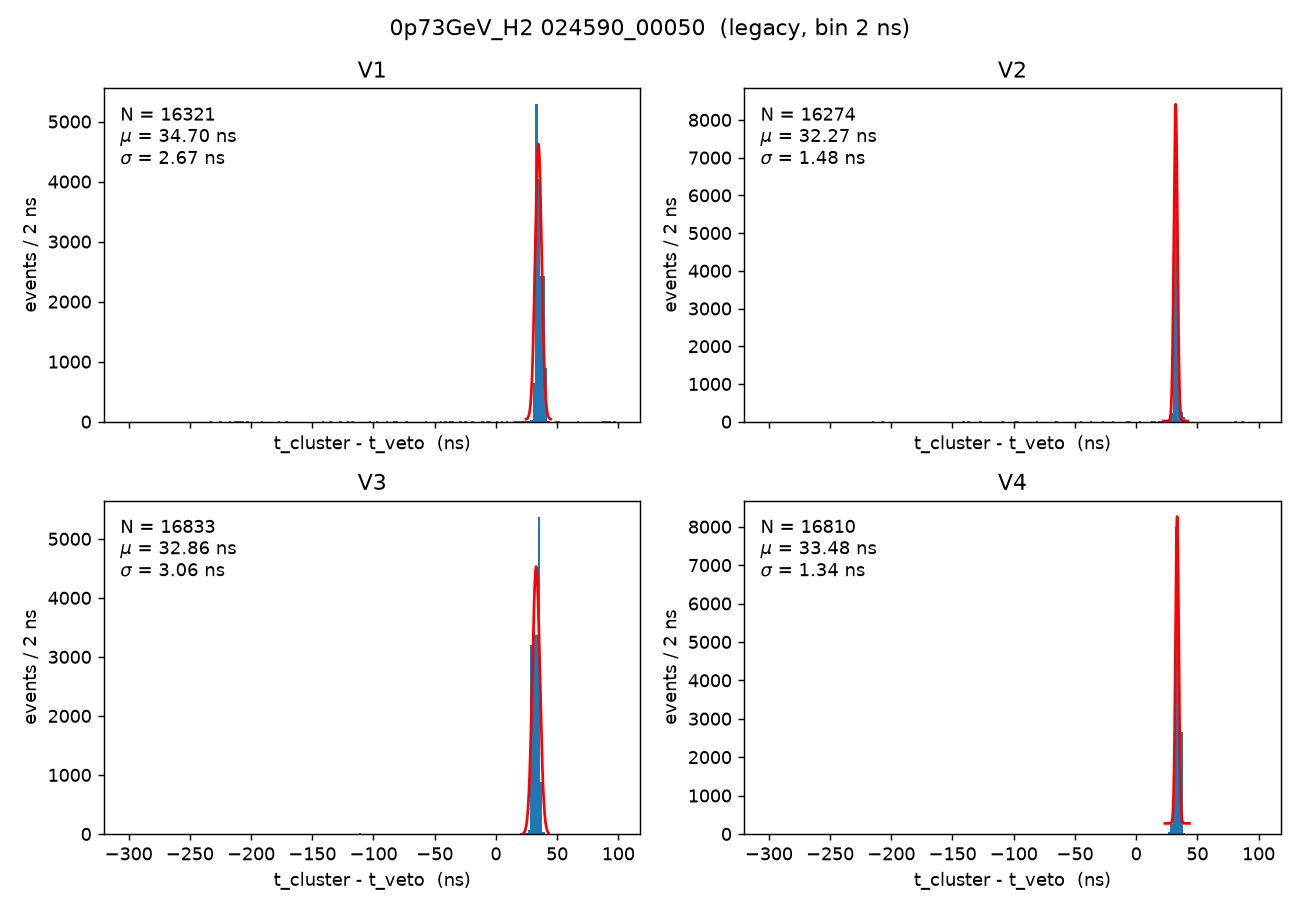 0p73GeV_H2 024590_00050  (legacy, bin 2 ns)
V1
N = 16321
μ = 34.70 ns
σ = 2.67 ns
5000
4000
3000
2000
1000
0
events / 2 ns
t_cluster - t_veto  (ns)
V2
N = 16274
μ = 32.27 ns
σ = 1.48 ns
8000
7000
6000
5000
4000
3000
2000
1000
0
events / 2 ns
t_cluster - t_veto  (ns)
V3
N = 16833
μ = 32.86 ns
σ = 3.06 ns
5000
4000
3000
2000
1000
0
events / 2 ns
−300 −250 −200 −150 −100 −50 0 50 100
t_cluster - t_veto  (ns)
V4
N = 16810
μ = 33.48 ns
σ = 1.34 ns
8000
7000
6000
5000
4000
3000
2000
1000
0
events / 2 ns
−300 −250 −200 −150 −100 −50 0 50 100
t_cluster - t_veto  (ns)